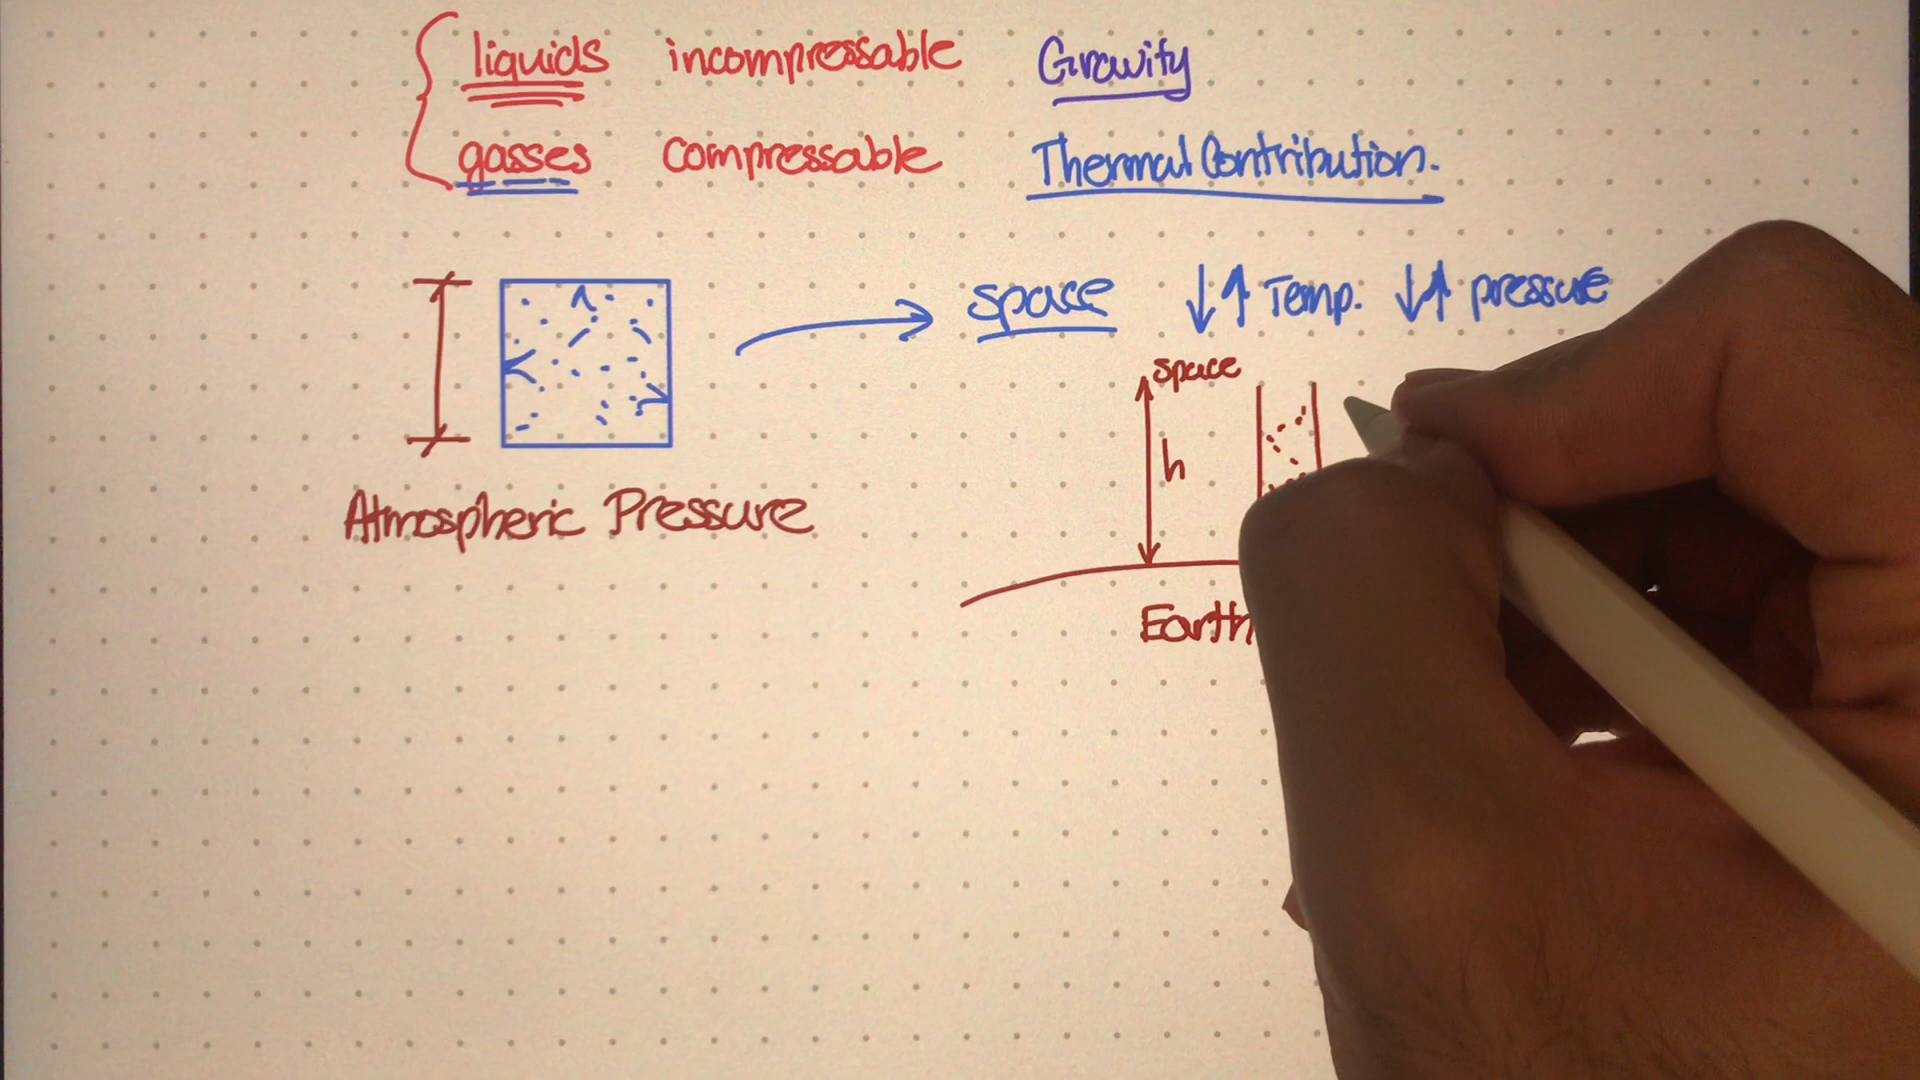 liquids incompressable Gravity
gasses compressable Thermal Contribution.
space ↓↑ Temp. ↓↑ pressure
space
h
Atmospheric Pressure
Earth